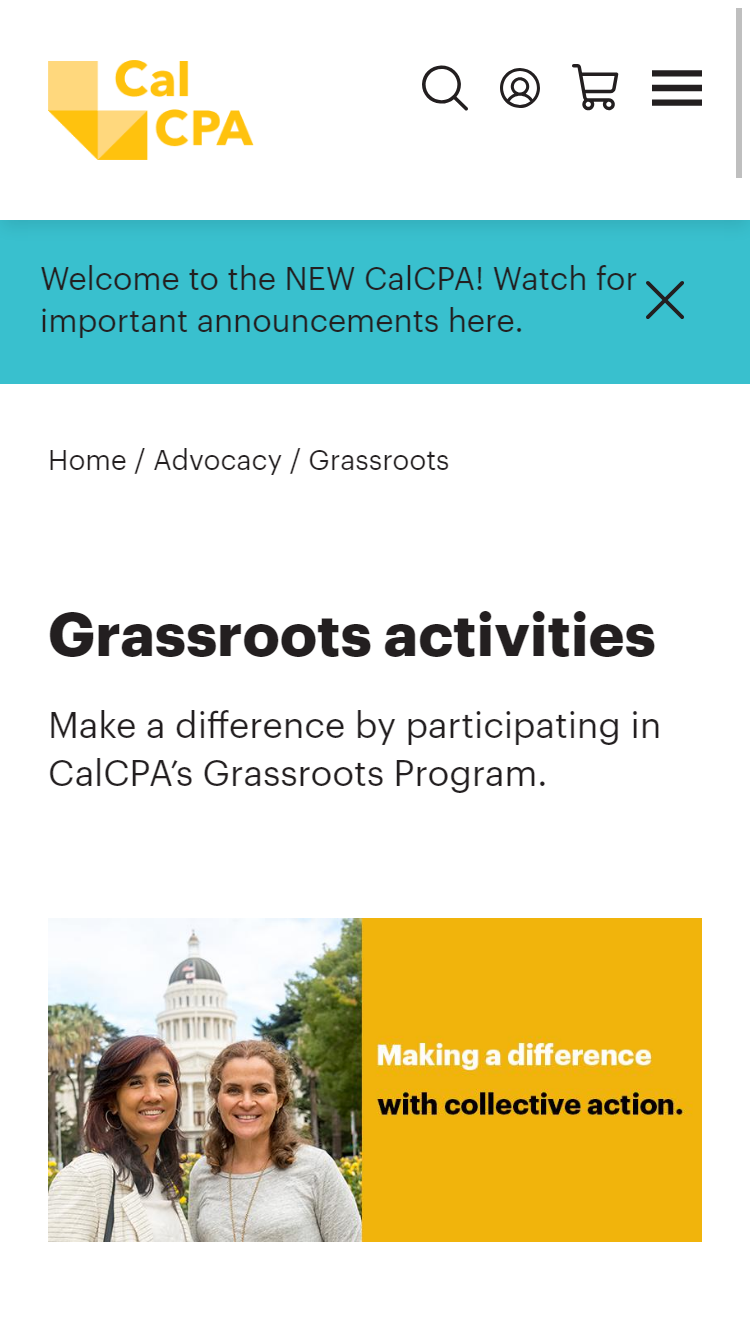 Cal
CPA
Welcome to the NEW CalCPA! Watch for
important announcements here.
Home / Advocacy / Grassroots
Grassroots activities
Make a difference by participating in
CalCPA’s Grassroots Program.
Making a difference
with collective action.